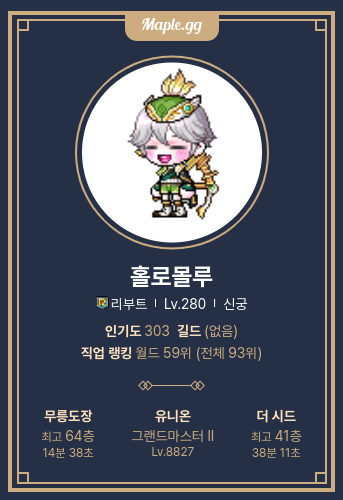 Maple.gg
홀로몰루
리부트 | Lv.280 | 신궁
인기도 303 길드 (없음)
직업 랭킹 월드 59위 (전체 93위)
무릉도장 유니온 더 시드
최고 64층 그랜드마스터 II 최고 41층
14분 38초 Lv.8827 38분 11초